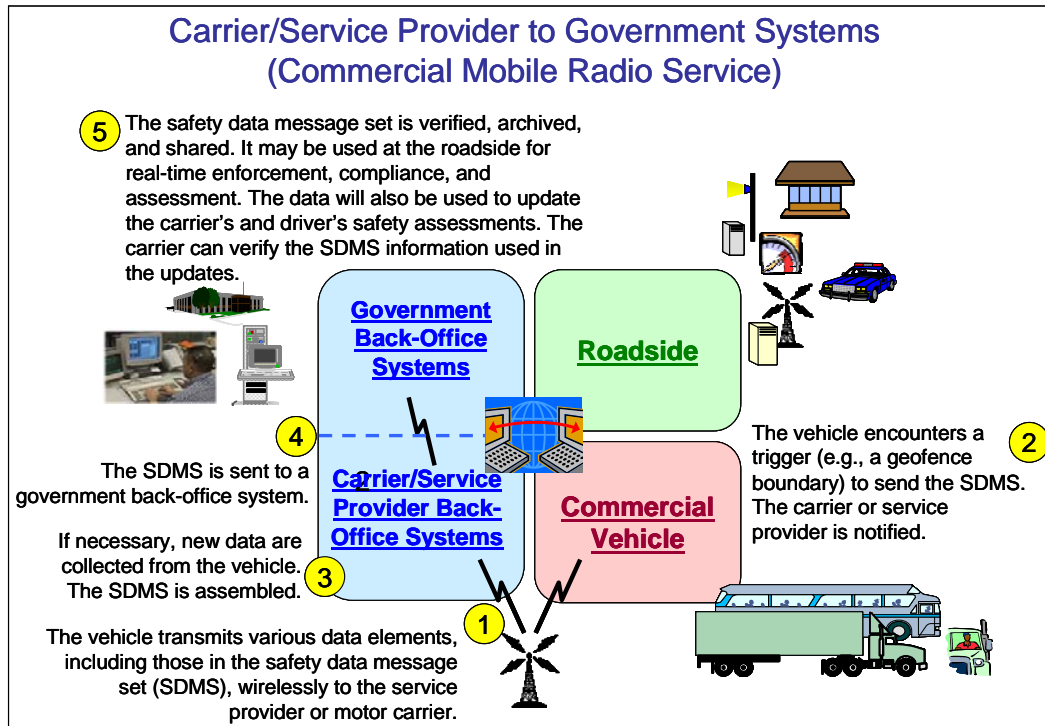 Carrier/Service Provider to Government Systems
(Commercial Mobile Radio Service)
5
The safety data message set is verified, archived,
and shared. It may be used at the roadside for
real-time enforcement, compliance, and
assessment. The data will also be used to update
the carrier's and driver's safety assessments. The
carrier can verify the SDMS information used in
the updates.
Government
Back-Office
Systems
Roadside
4
The SDMS is sent to a
government back-office system.
2
Carrier/Service
Provider Back-
Office Systems
Commercial
Vehicle
The vehicle encounters a
trigger (e.g., a geofence
boundary) to send the SDMS.
The carrier or service
provider is notified.
2
If necessary, new data are
collected from the vehicle.
The SDMS is assembled.
3
1
The vehicle transmits various data elements,
including those in the safety data message
set (SDMS), wirelessly to the service
provider or motor carrier.